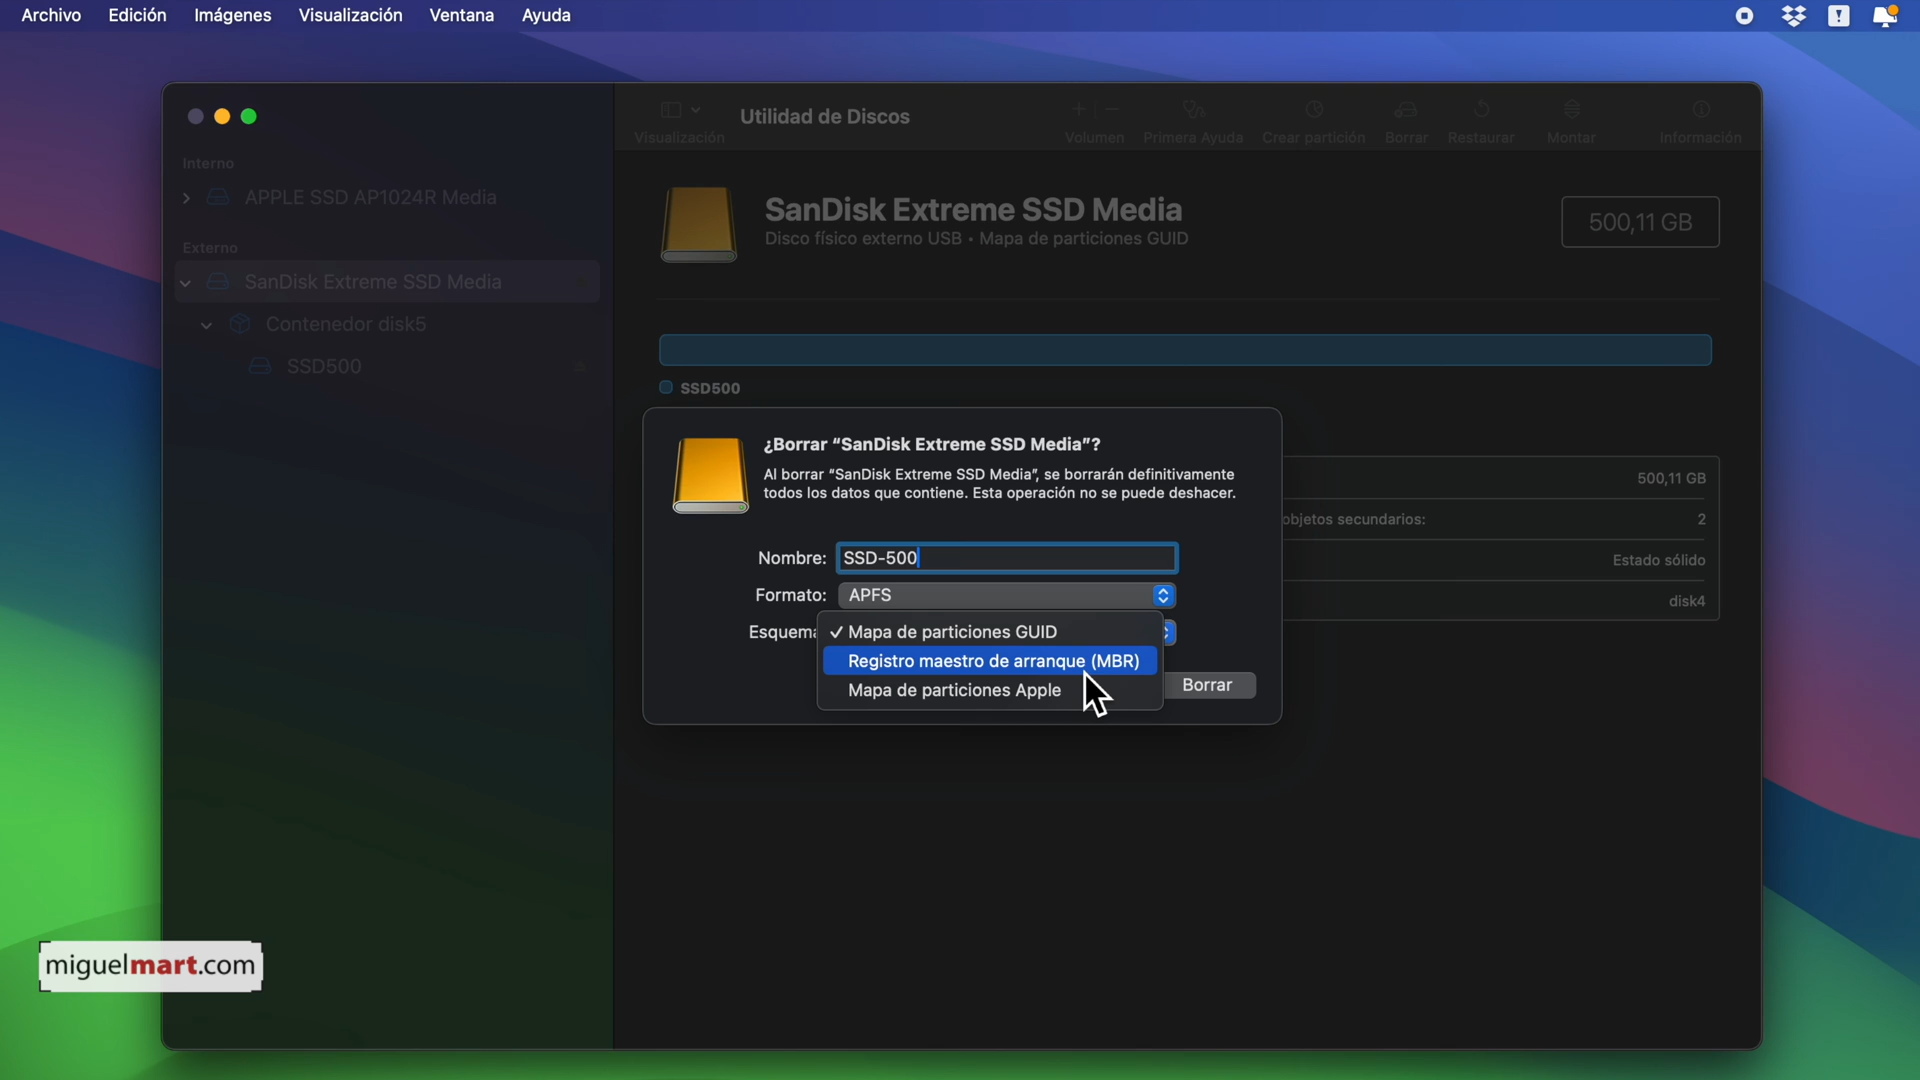 Archivo Edición Imágenes Visualización Ventana Ayuda
Utilidad de Discos
Visualización Volumen Primera Ayuda Crear partición Borrar Restaurar Montar Información
Interno
APPLE SSD AP1024R Media
Externo
SanDisk Extreme SSD Media
Contenedor disk5
SSD500
SanDisk Extreme SSD Media
Disco físico externo USB • Mapa de particiones GUID
500,11 GB
SSD500
¿Borrar “SanDisk Extreme SSD Media”?
Al borrar “SanDisk Extreme SSD Media”, se borrarán definitivamente
todos los datos que contiene. Esta operación no se puede deshacer.
Nombre: SSD-500
Formato: APFS
Esquema
✓ Mapa de particiones GUID
Registro maestro de arranque (MBR)
Mapa de particiones Apple
Borrar
500,11 GB
objetos secundarios: 2
Estado sólido
disk4
miguelmart.com